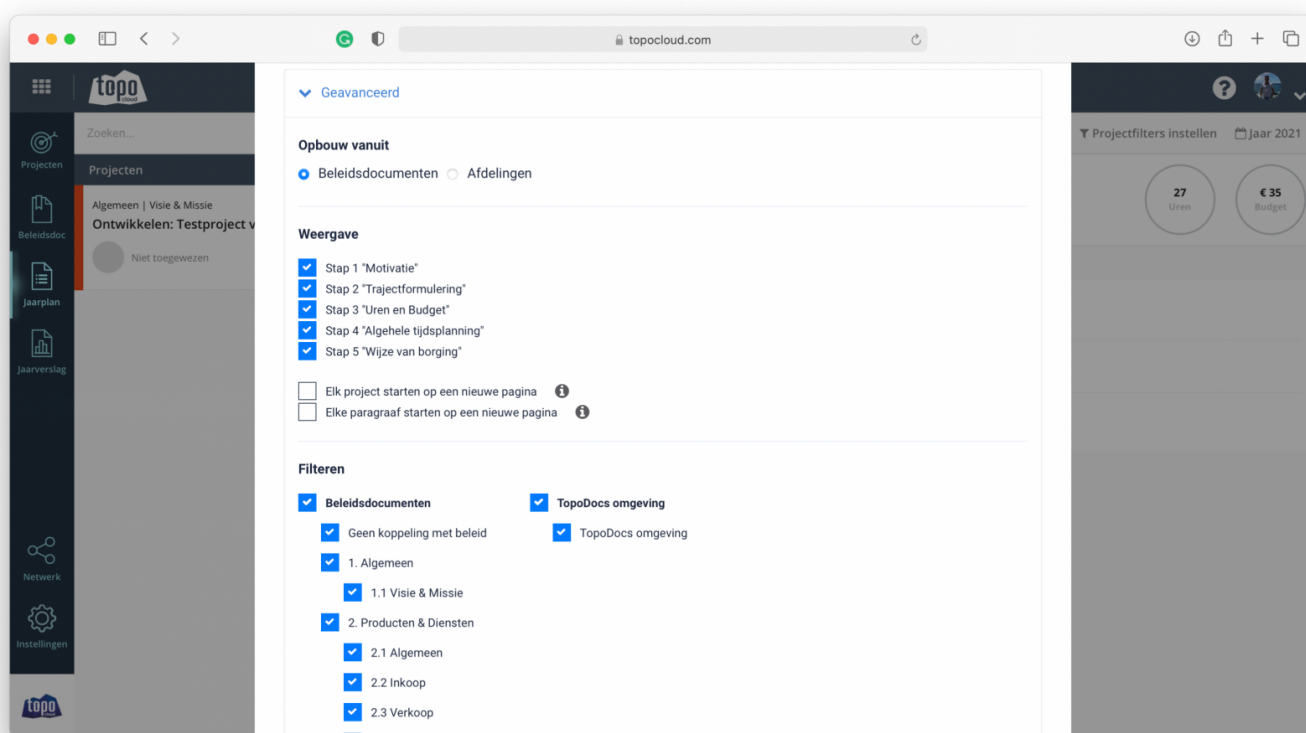 topocloud.com
topo
cloud
Zoeken...
Projectfilters instellen
Jaar 2021
Projecten
Beleidsdoc
Jaarplan
Jaarverslag
Netwerk
Instellingen
topo
cloud
Projecten
Algemeen | Visie & Missie
Ontwikkelen: Testproject v
Niet toegewezen
27
Uren
€ 35
Budget
Geavanceerd
Opbouw vanuit
Beleidsdocumenten Afdelingen
Weergave
Stap 1 "Motivatie"
Stap 2 "Trajectformulering"
Stap 3 "Uren en Budget"
Stap 4 "Algehele tijdsplanning"
Stap 5 "Wijze van borging"
Elk project starten op een nieuwe pagina
Elke paragraaf starten op een nieuwe pagina
Filteren
Beleidsdocumenten
Geen koppeling met beleid
1. Algemeen
1.1 Visie & Missie
2. Producten & Diensten
2.1 Algemeen
2.2 Inkoop
2.3 Verkoop
TopoDocs omgeving
TopoDocs omgeving